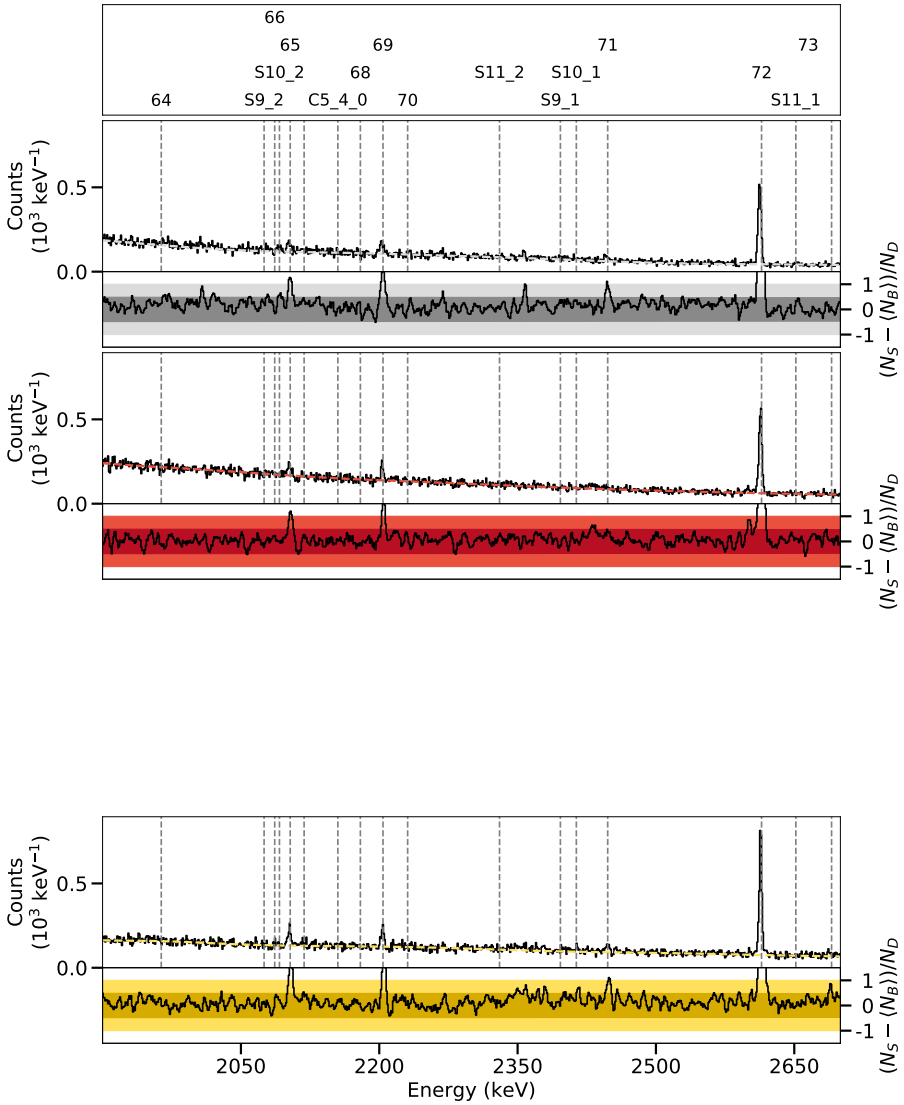 66
65 69 71 73
S10_2 68 S11_2 S10_1 72
64 S9_2 C5_4_0 70 S9_1 S11_1
Counts
(10³ keV⁻¹)
0.5
0.0
1
0
-1
(N_S − ⟨N_B⟩)/N_D
Counts
(10³ keV⁻¹)
0.5
0.0
1
0
-1
(N_S − ⟨N_B⟩)/N_D
Counts
(10³ keV⁻¹)
0.5
0.0
1
0
-1
(N_S − ⟨N_B⟩)/N_D
2050 2200 2350 2500 2650
Energy (keV)